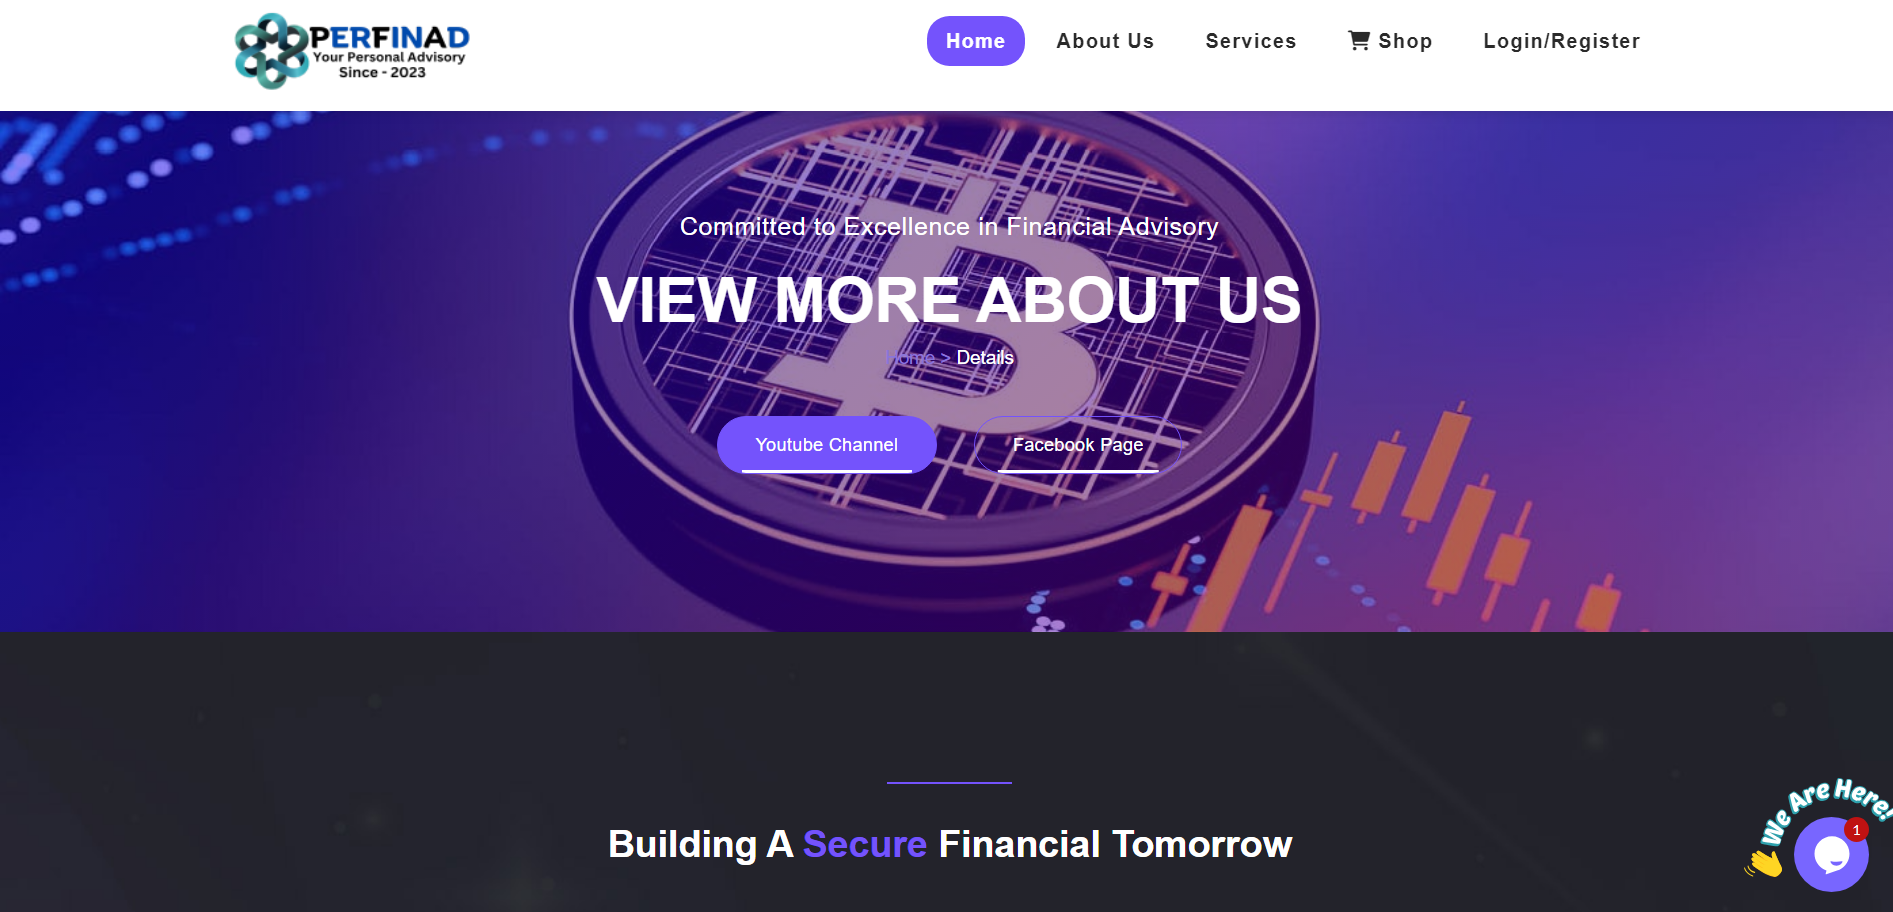 PERFINAD
Your Personal Advisory
Since - 2023
Home
About Us
Services
Shop
Login/Register
Committed to Excellence in Financial Advisory
VIEW MORE ABOUT US
Home > Details
Youtube Channel
Facebook Page
Building A Secure Financial Tomorrow
We Are Here!
1